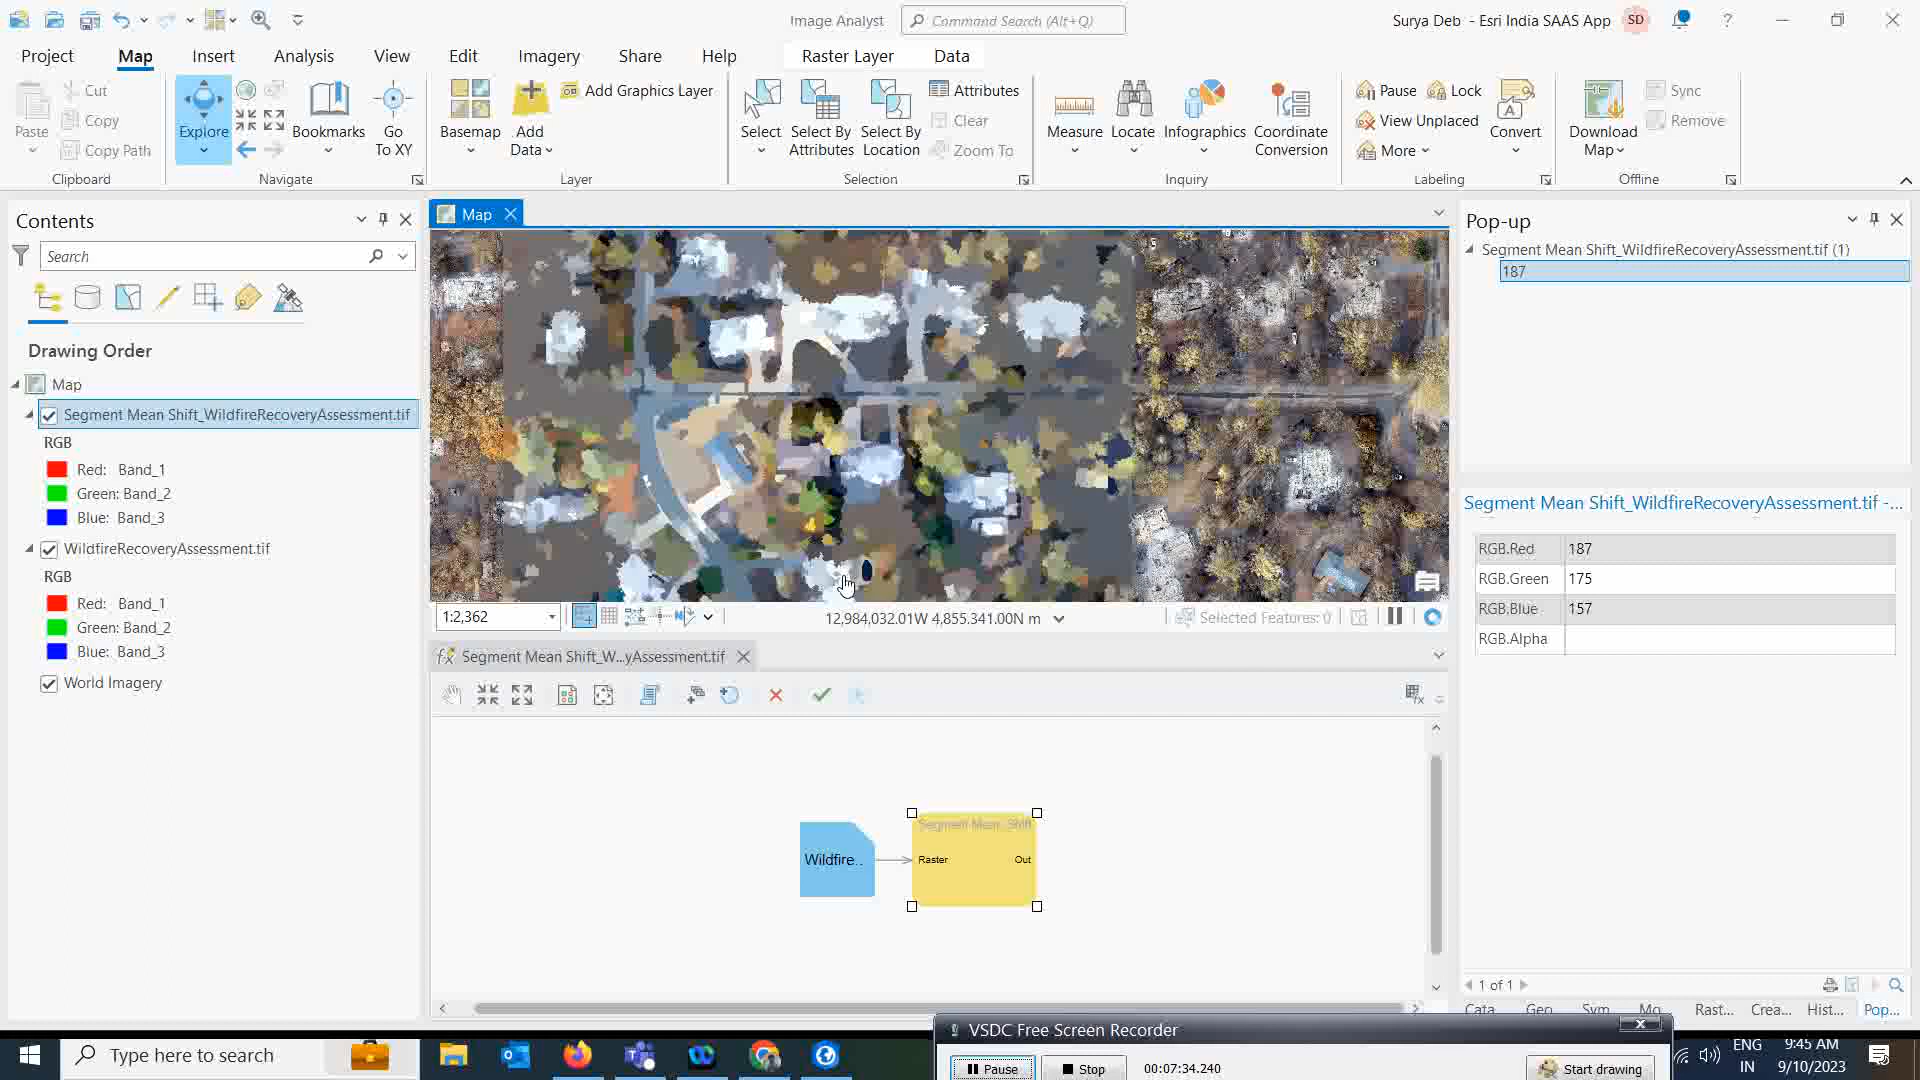 Image Analyst
Command Search (Alt+Q)
Surya Deb - Esri India SAAS App
SD
?
Project
Map
Insert
Analysis
View
Edit
Imagery
Share
Help
Raster Layer
Data
Paste
Cut
Copy
Copy Path
Clipboard
Explore
Bookmarks
Go To XY
Navigate
Basemap
Add Data
Add Graphics Layer
Layer
Select
Select By Attributes
Select By Location
Attributes
Clear
Zoom To
Selection
Measure
Locate
Infographics
Coordinate Conversion
Inquiry
Pause
Lock
View Unplaced
More
Convert
Labeling
Download Map
Sync
Remove
Offline
Contents
Search
Drawing Order
Map
Segment Mean Shift_WildfireRecoveryAssessment.tif
RGB
Red: Band_1
Green: Band_2
Blue: Band_3
WildfireRecoveryAssessment.tif
RGB
Red: Band_1
Green: Band_2
Blue: Band_3
World Imagery
Map
1:2,362
12,984,032.01W 4,855,341.00N m
Selected Features: 0
Segment Mean Shift_W...yAssessment.tif
Wildfire..
Segment Mean_Shift
Raster
Out
Pop-up
Segment Mean Shift_WildfireRecoveryAssessment.tif (1)
187
Segment Mean Shift_WildfireRecoveryAssessment.tif -...
RGB.Red 187
RGB.Green 175
RGB.Blue 157
RGB.Alpha
1 of 1
Cata
Geo
Sym
Mo
Rast...
Crea...
Hist...
Pop...
VSDC Free Screen Recorder
Pause
Stop
00:07:34.240
Start drawing
Type here to search
ENG
IN
9:45 AM
9/10/2023